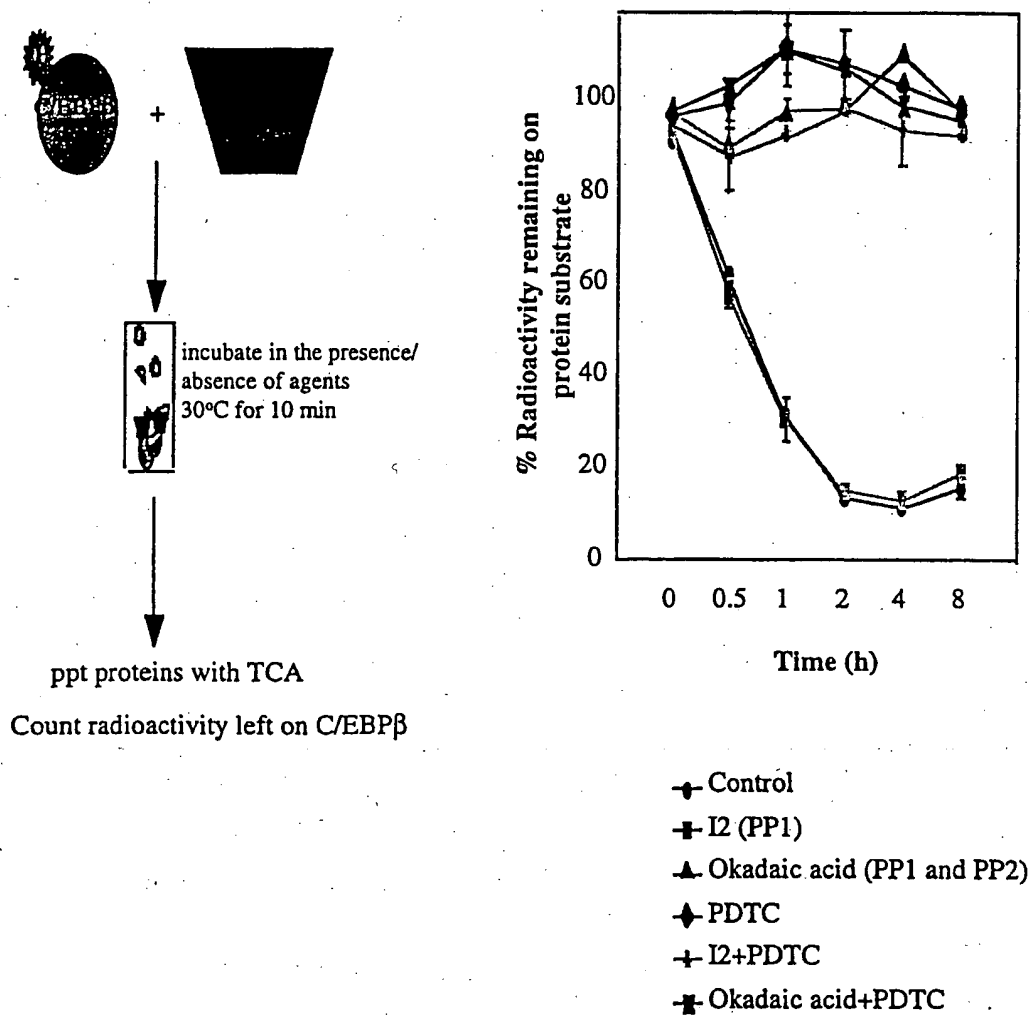 +
incubate in the presence/
absence of agents
30°C for 10 min
ppt proteins with TCA
Count radioactivity left on C/EBPβ
% Radioactivity remaining on
protein substrate
100
80
60
40
20
0
0 0.5 1 2 4 8
Time (h)
Control
I2 (PP1)
Okadaic acid (PP1 and PP2)
PDTC
I2+PDTC
Okadaic acid+PDTC